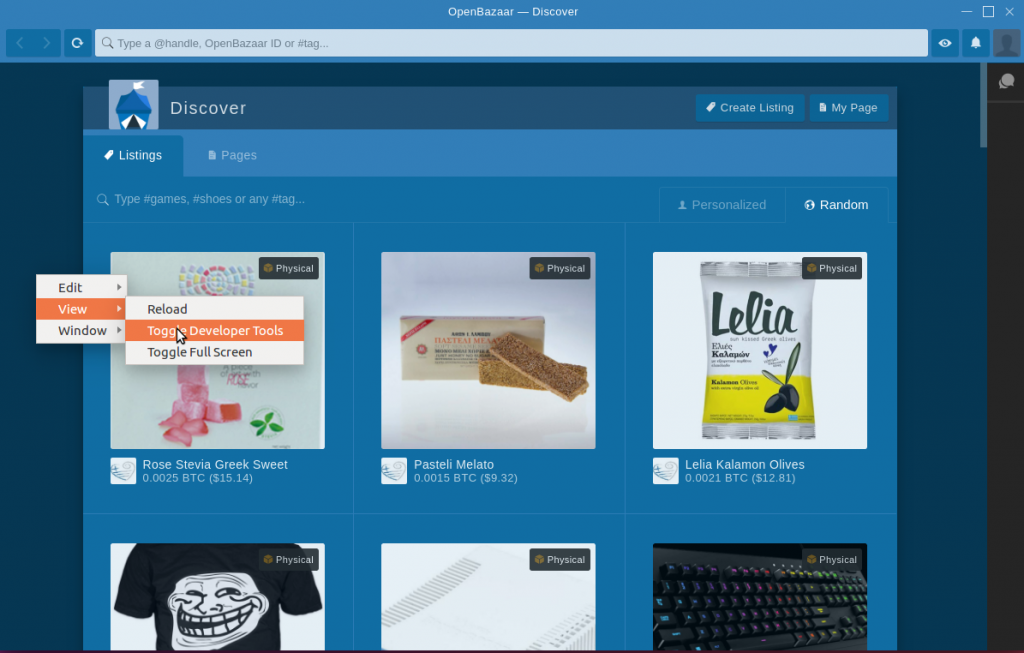 OpenBazaar — Discover
Type a @handle, OpenBazaar ID or #tag...
Discover
Create Listing
My Page
Listings
Pages
Type #games, #shoes or any #tag...
Personalized
Random
Physical
Physical
Physical
Edit
View
Window
Reload
Toggle Developer Tools
Toggle Full Screen
ROSE
ΠΑΣΤΕΛΙ
Lelia
sun kissed Greek olives
Ελιές
Καλαμών
Kalamon Olives
Rose Stevia Greek Sweet
0.0025 BTC ($15.14)
Pasteli Melato
0.0015 BTC ($9.32)
Lelia Kalamon Olives
0.0021 BTC ($12.81)
Physical
Physical
Physical